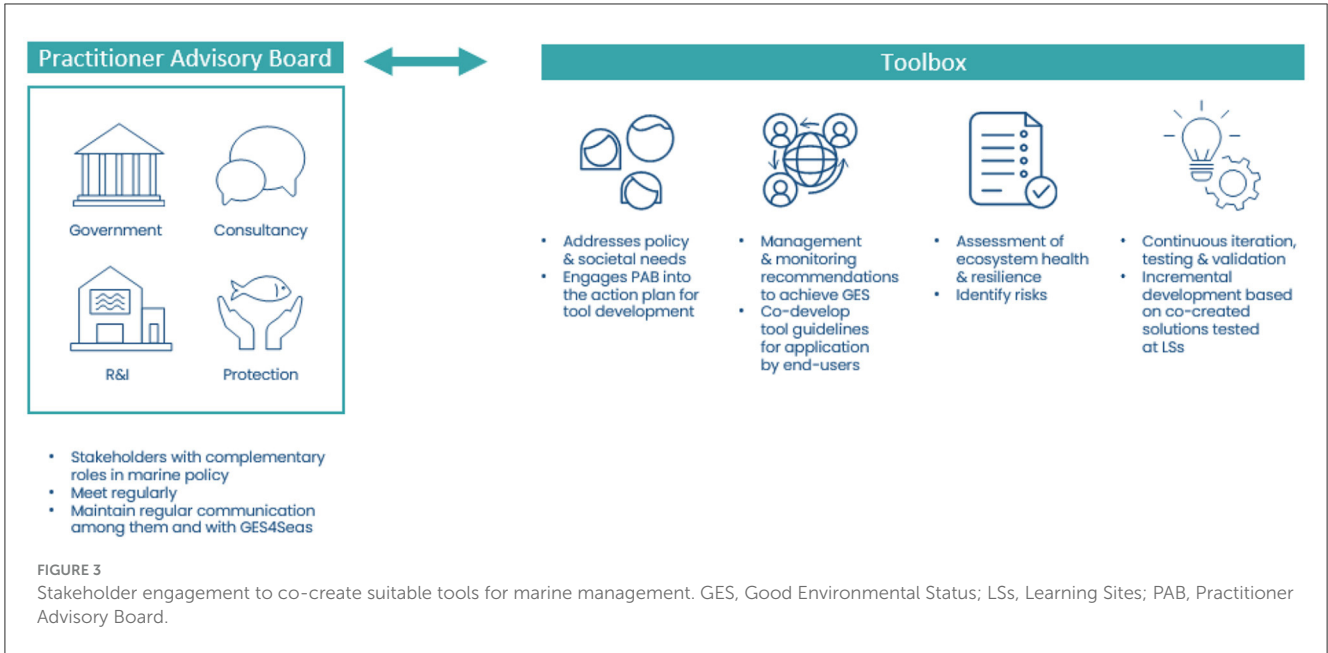 Practitioner Advisory Board
Toolbox
Government
Consultancy
R&I
Protection
• Stakeholders with complementary
roles in marine policy
• Meet regularly
• Maintain regular communication
among them and with GES4Seas
• Addresses policy
& societal needs
• Engages PAB into
the action plan for
tool development
• Management
& monitoring
recommendations
to achieve GES
• Co-develop
tool guidelines
for application
by end-users
• Assessment of
ecosystem health
& resilience
• Identify risks
• Continuous iteration,
testing & validation
• Incremental
development based
on co-created
solutions tested
at LSs
FIGURE 3
Stakeholder engagement to co-create suitable tools for marine management. GES, Good Environmental Status; LSs, Learning Sites; PAB, Practitioner
Advisory Board.